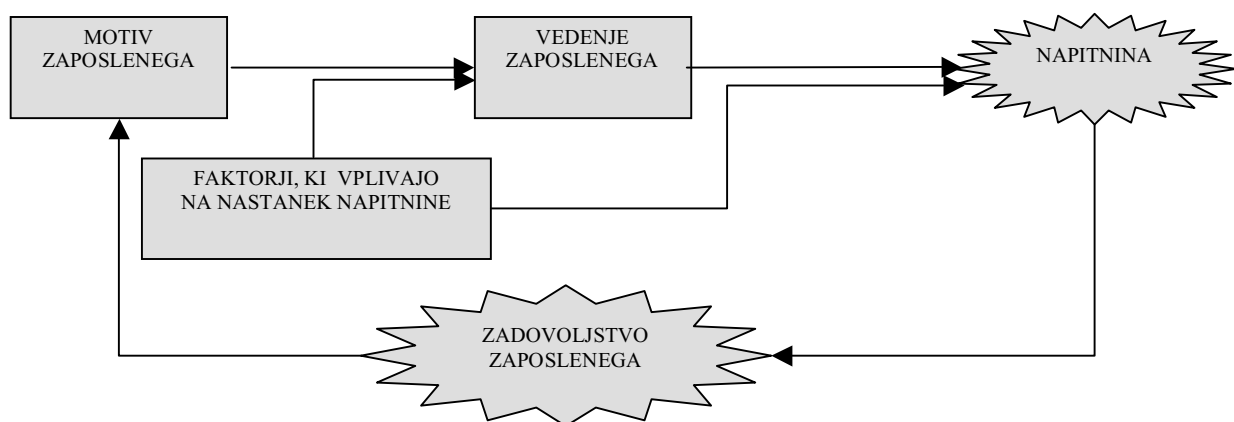 MOTIV
ZAPOSLENEGA
VEDENJE
ZAPOSLENEGA
NAPITNINA
FAKTORJI, KI VPLIVAJO
NA NASTANEK NAPITNINE
ZADOVOLJSTVO
ZAPOSLENEGA